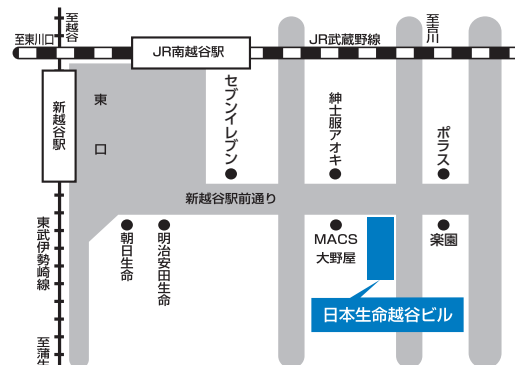 至越谷
至東川口
JR南越谷駅
JR武蔵野線
至吉川
新越谷駅
東口
セブンイレブン
紳士服アオキ
ポラス
新越谷駅前通り
東武伊勢崎線
朝日生命
明治安田生命
MACS
大野屋
楽園
日本生命越谷ビル
至蒲生